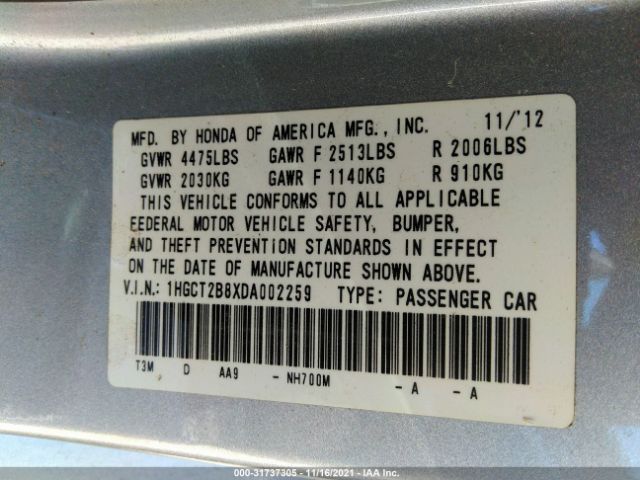 MFD. BY HONDA OF AMERICA MFG., INC. 11/'12
GVWR 4475LBS GAWR F 2513LBS R 2006LBS
GVWR 2030KG GAWR F 1140KG R 910KG
THIS VEHICLE CONFORMS TO ALL APPLICABLE
FEDERAL MOTOR VEHICLE SAFETY, BUMPER,
AND THEFT PREVENTION STANDARDS IN EFFECT
ON THE DATE OF MANUFACTURE SHOWN ABOVE.
V.I.N.: 1HGCT2B8XDA002259 TYPE: PASSENGER CAR
T3M D AA9 - NH700M - A - A
000-31737305 - 11/16/2021 - IAA Inc.